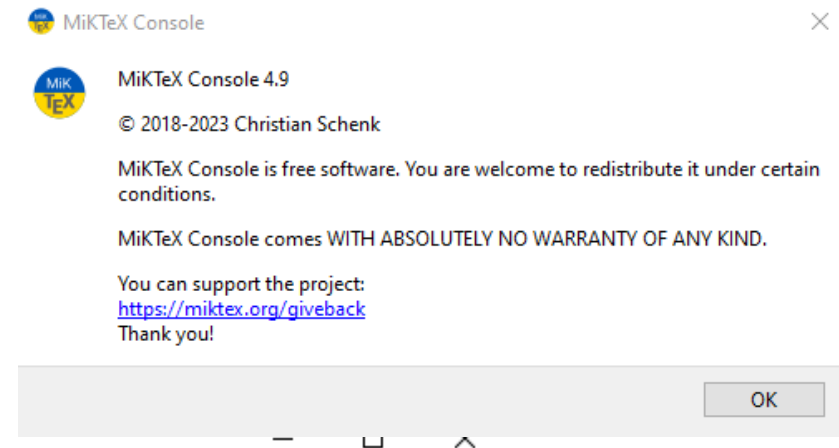 MiKTeX Console
MiK
TEX
MiKTeX Console 4.9
© 2018-2023 Christian Schenk
MiKTeX Console is free software. You are welcome to redistribute it under certain
conditions.
MiKTeX Console comes WITH ABSOLUTELY NO WARRANTY OF ANY KIND.
You can support the project:
https://miktex.org/giveback
Thank you!
OK